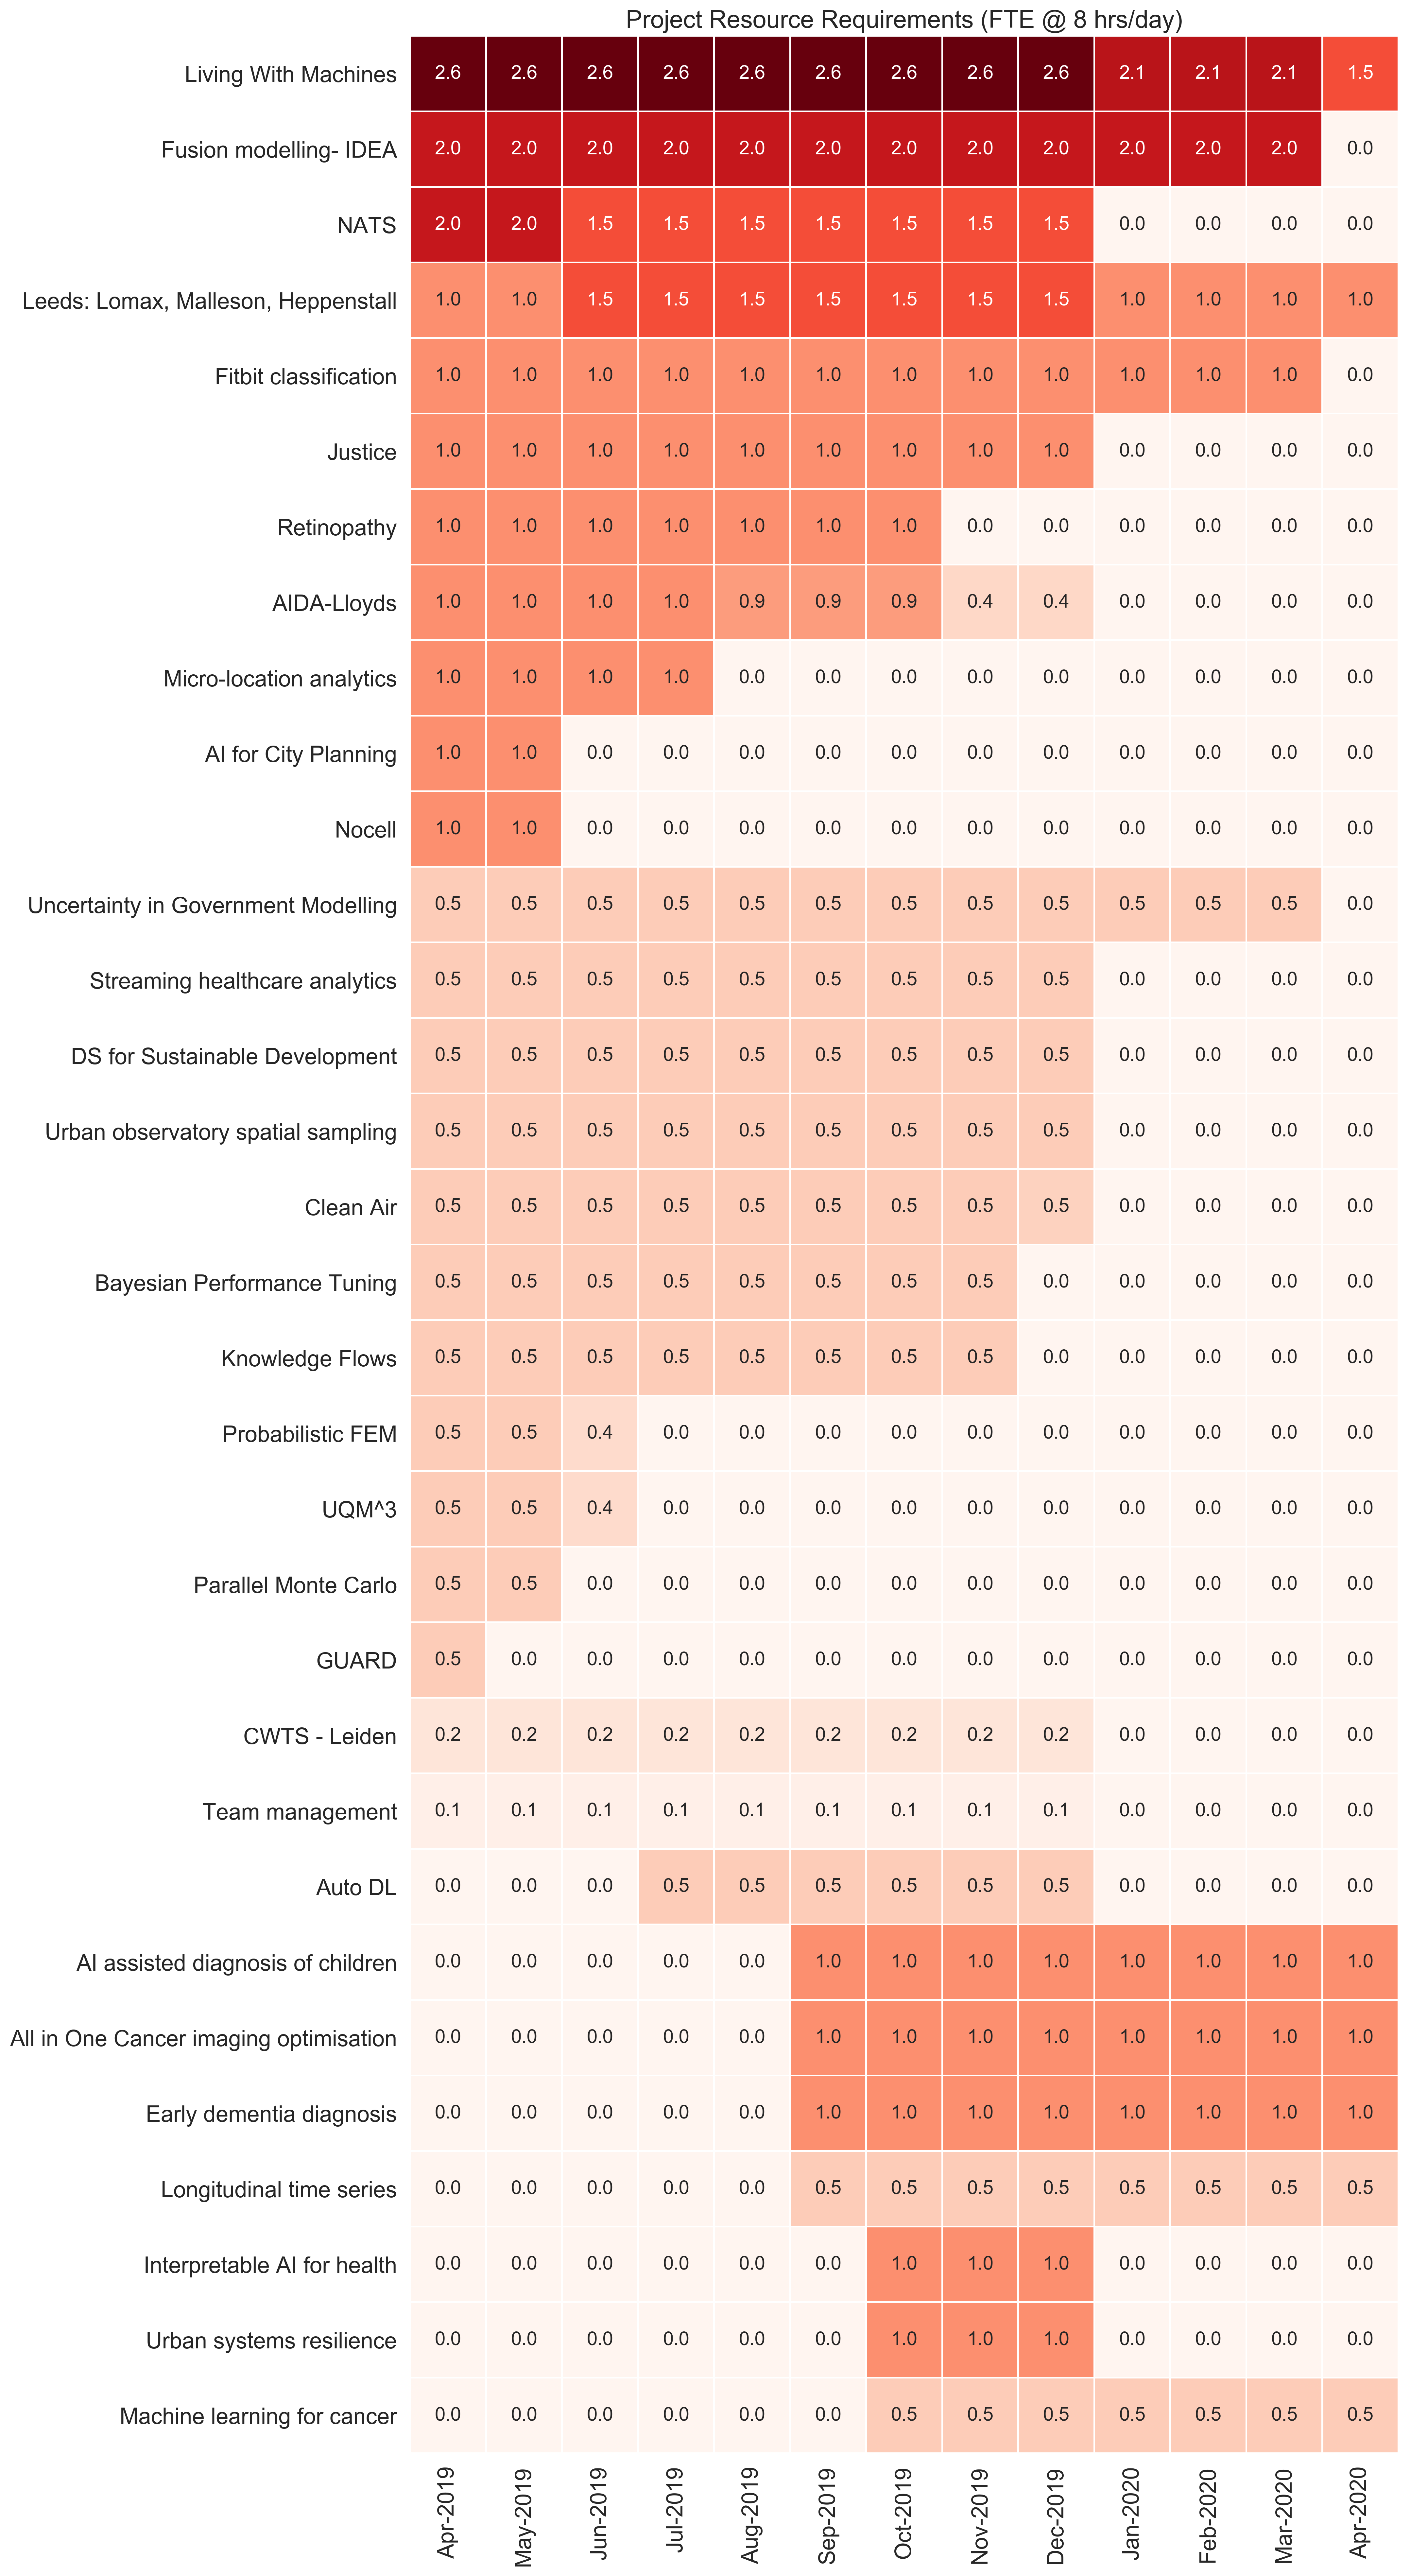 Project Resource Requirements (FTE @ 8 hrs/day)
Living With Machines 2.6 2.6 2.6 2.6 2.6 2.6 2.6 2.6 2.6 2.1 2.1 2.1 1.5
Fusion modelling- IDEA 2.0 2.0 2.0 2.0 2.0 2.0 2.0 2.0 2.0 2.0 2.0 2.0 0.0
NATS 2.0 2.0 1.5 1.5 1.5 1.5 1.5 1.5 1.5 0.0 0.0 0.0 0.0
Leeds: Lomax, Malleson, Heppenstall 1.0 1.0 1.5 1.5 1.5 1.5 1.5 1.5 1.5 1.0 1.0 1.0 1.0
Fitbit classification 1.0 1.0 1.0 1.0 1.0 1.0 1.0 1.0 1.0 1.0 1.0 1.0 0.0
Justice 1.0 1.0 1.0 1.0 1.0 1.0 1.0 1.0 1.0 0.0 0.0 0.0 0.0
Retinopathy 1.0 1.0 1.0 1.0 1.0 1.0 1.0 0.0 0.0 0.0 0.0 0.0 0.0
AIDA-Lloyds 1.0 1.0 1.0 1.0 0.9 0.9 0.9 0.4 0.4 0.0 0.0 0.0 0.0
Micro-location analytics 1.0 1.0 1.0 1.0 0.0 0.0 0.0 0.0 0.0 0.0 0.0 0.0 0.0
AI for City Planning 1.0 1.0 0.0 0.0 0.0 0.0 0.0 0.0 0.0 0.0 0.0 0.0 0.0
Nocell 1.0 1.0 0.0 0.0 0.0 0.0 0.0 0.0 0.0 0.0 0.0 0.0 0.0
Uncertainty in Government Modelling 0.5 0.5 0.5 0.5 0.5 0.5 0.5 0.5 0.5 0.5 0.5 0.5 0.0
Streaming healthcare analytics 0.5 0.5 0.5 0.5 0.5 0.5 0.5 0.5 0.5 0.0 0.0 0.0 0.0
DS for Sustainable Development 0.5 0.5 0.5 0.5 0.5 0.5 0.5 0.5 0.5 0.0 0.0 0.0 0.0
Urban observatory spatial sampling 0.5 0.5 0.5 0.5 0.5 0.5 0.5 0.5 0.5 0.0 0.0 0.0 0.0
Clean Air 0.5 0.5 0.5 0.5 0.5 0.5 0.5 0.5 0.5 0.0 0.0 0.0 0.0
Bayesian Performance Tuning 0.5 0.5 0.5 0.5 0.5 0.5 0.5 0.5 0.0 0.0 0.0 0.0 0.0
Knowledge Flows 0.5 0.5 0.5 0.5 0.5 0.5 0.5 0.5 0.0 0.0 0.0 0.0 0.0
Probabilistic FEM 0.5 0.5 0.4 0.0 0.0 0.0 0.0 0.0 0.0 0.0 0.0 0.0 0.0
UQM^3 0.5 0.5 0.4 0.0 0.0 0.0 0.0 0.0 0.0 0.0 0.0 0.0 0.0
Parallel Monte Carlo 0.5 0.5 0.0 0.0 0.0 0.0 0.0 0.0 0.0 0.0 0.0 0.0 0.0
GUARD 0.5 0.0 0.0 0.0 0.0 0.0 0.0 0.0 0.0 0.0 0.0 0.0 0.0
CWTS - Leiden 0.2 0.2 0.2 0.2 0.2 0.2 0.2 0.2 0.2 0.0 0.0 0.0 0.0
Team management 0.1 0.1 0.1 0.1 0.1 0.1 0.1 0.1 0.1 0.0 0.0 0.0 0.0
Auto DL 0.0 0.0 0.0 0.5 0.5 0.5 0.5 0.5 0.5 0.0 0.0 0.0 0.0
AI assisted diagnosis of children 0.0 0.0 0.0 0.0 0.0 1.0 1.0 1.0 1.0 1.0 1.0 1.0 1.0
All in One Cancer imaging optimisation 0.0 0.0 0.0 0.0 0.0 1.0 1.0 1.0 1.0 1.0 1.0 1.0 1.0
Early dementia diagnosis 0.0 0.0 0.0 0.0 0.0 1.0 1.0 1.0 1.0 1.0 1.0 1.0 1.0
Longitudinal time series 0.0 0.0 0.0 0.0 0.0 0.5 0.5 0.5 0.5 0.5 0.5 0.5 0.5
Interpretable AI for health 0.0 0.0 0.0 0.0 0.0 0.0 1.0 1.0 1.0 0.0 0.0 0.0 0.0
Urban systems resilience 0.0 0.0 0.0 0.0 0.0 0.0 1.0 1.0 1.0 0.0 0.0 0.0 0.0
Machine learning for cancer 0.0 0.0 0.0 0.0 0.0 0.0 0.5 0.5 0.5 0.5 0.5 0.5 0.5
Apr-2019 May-2019 Jun-2019 Jul-2019 Aug-2019 Sep-2019 Oct-2019 Nov-2019 Dec-2019 Jan-2020 Feb-2020 Mar-2020 Apr-2020